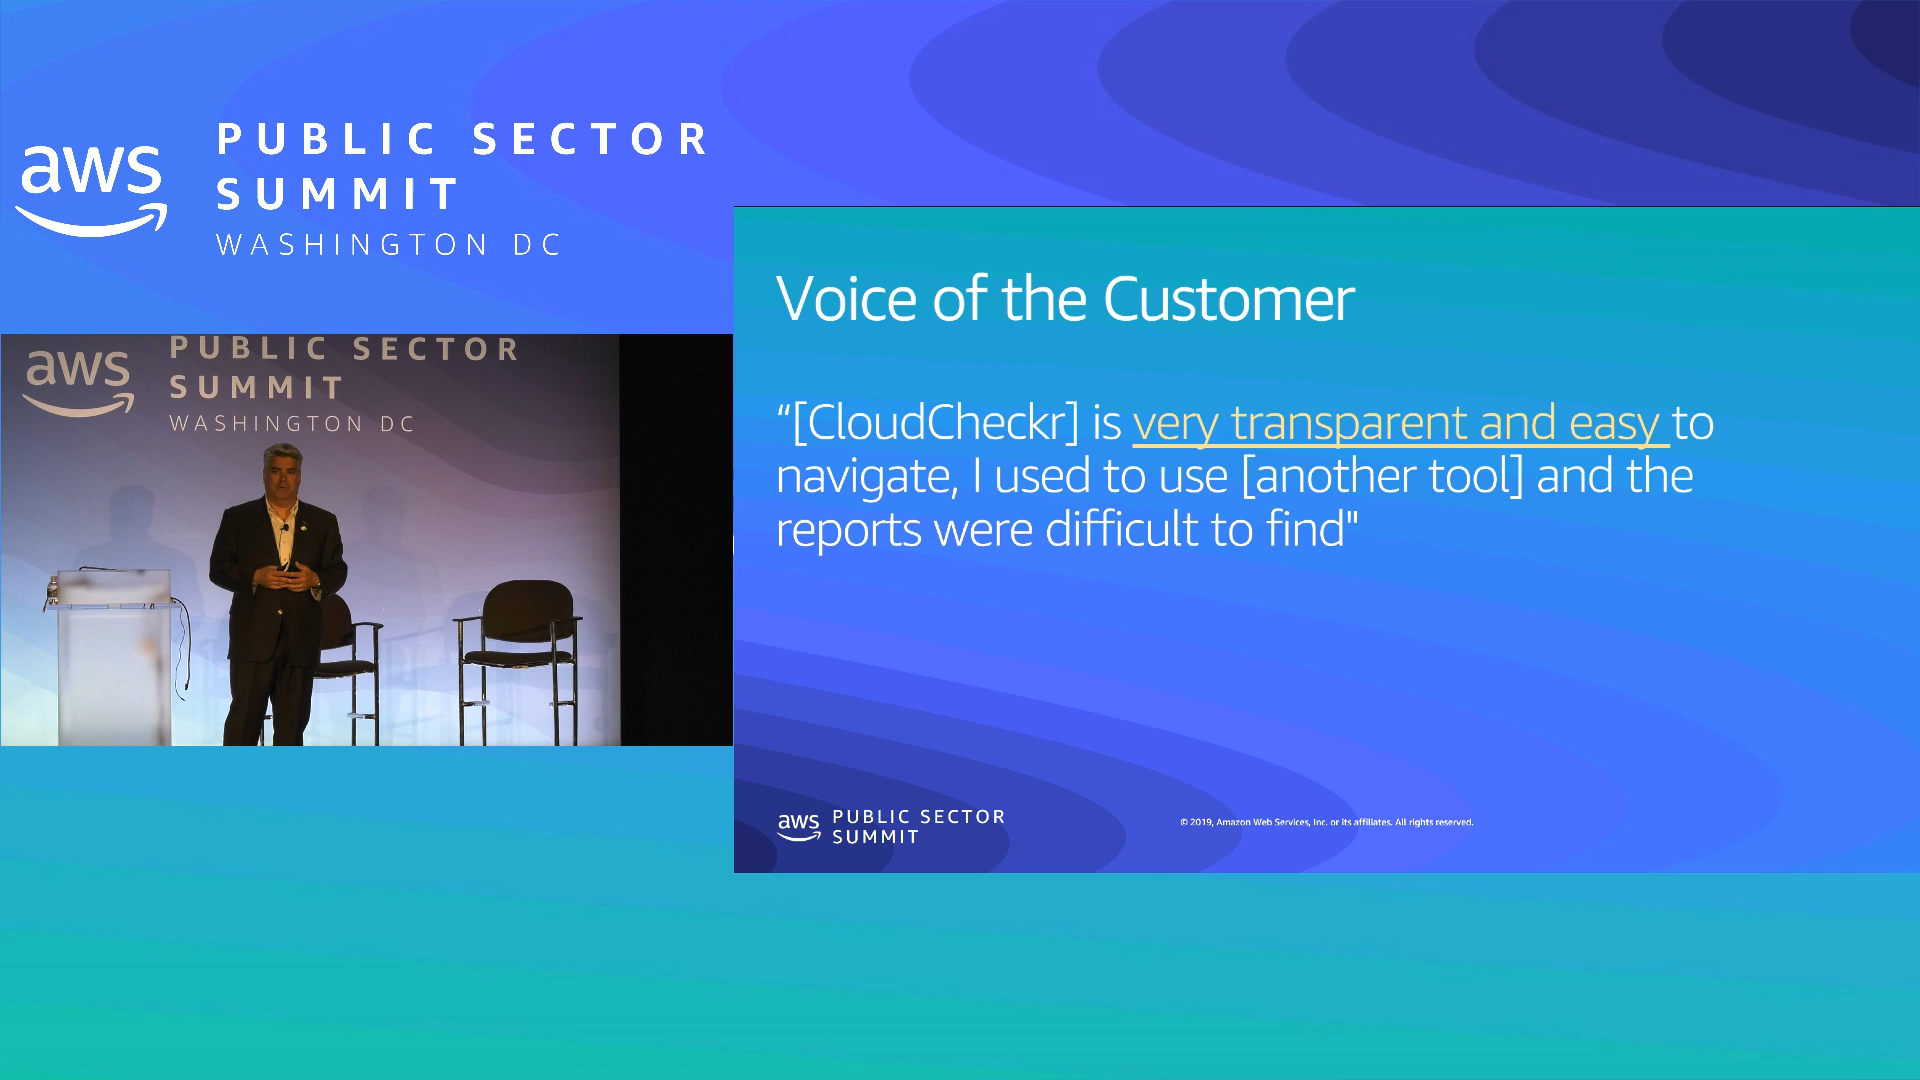 aws
PUBLIC SECTOR
SUMMIT
WASHINGTON DC
aws
PUBLIC SECTOR
SUMMIT
WASHINGTON DC
Voice of the Customer
“[CloudCheckr] is very transparent and easy to
navigate, I used to use [another tool] and the
reports were difficult to find"
aws
PUBLIC SECTOR
SUMMIT
© 2019, Amazon Web Services, Inc. or its affiliates. All rights reserved.